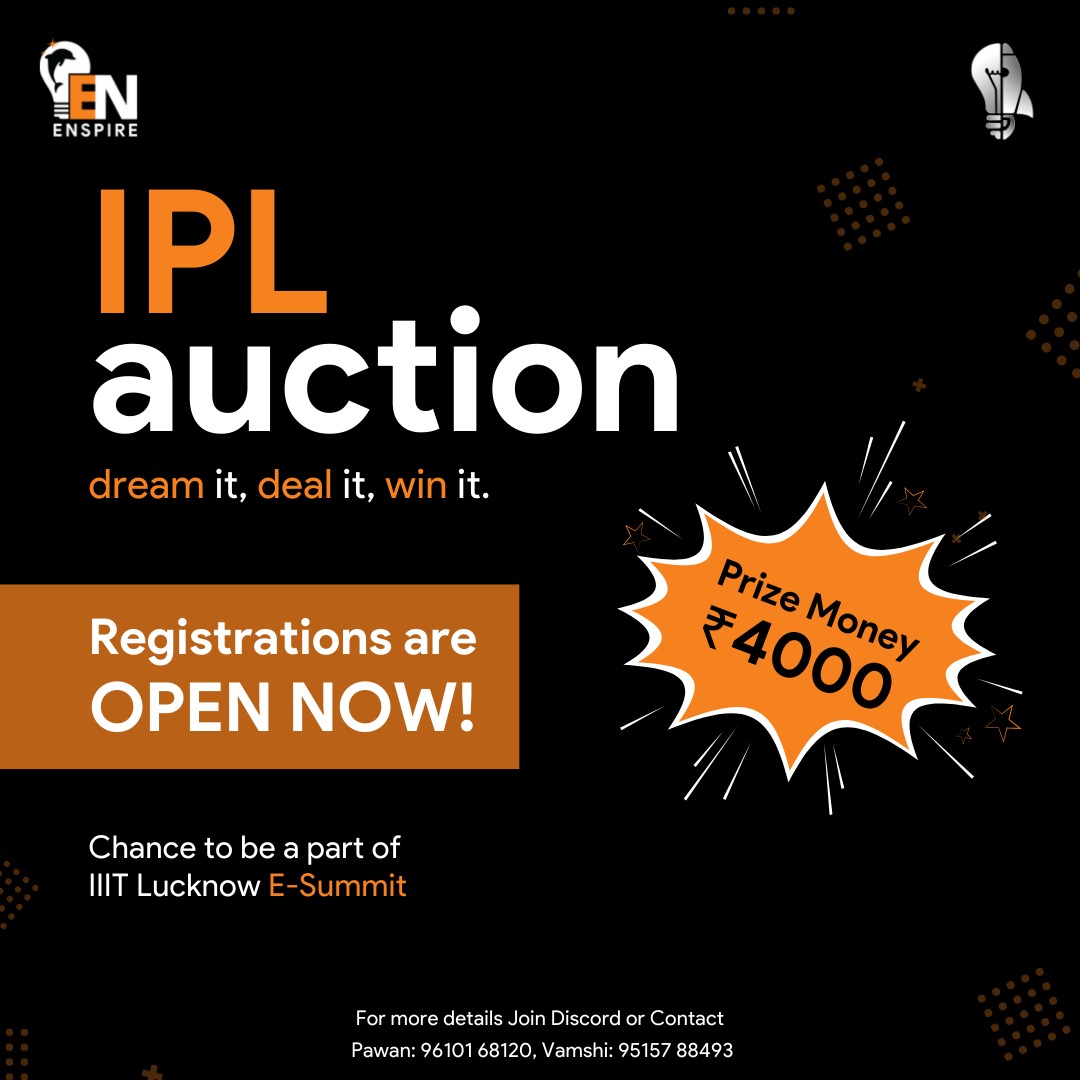 EN
ENSPIRE
IPL
auction
dream it, deal it, win it.
Prize Money
₹4000
Registrations are
OPEN NOW!
Chance to be a part of
IIIT Lucknow E-Summit
For more details Join Discord or Contact
Pawan: 96101 68120, Vamshi: 95157 88493